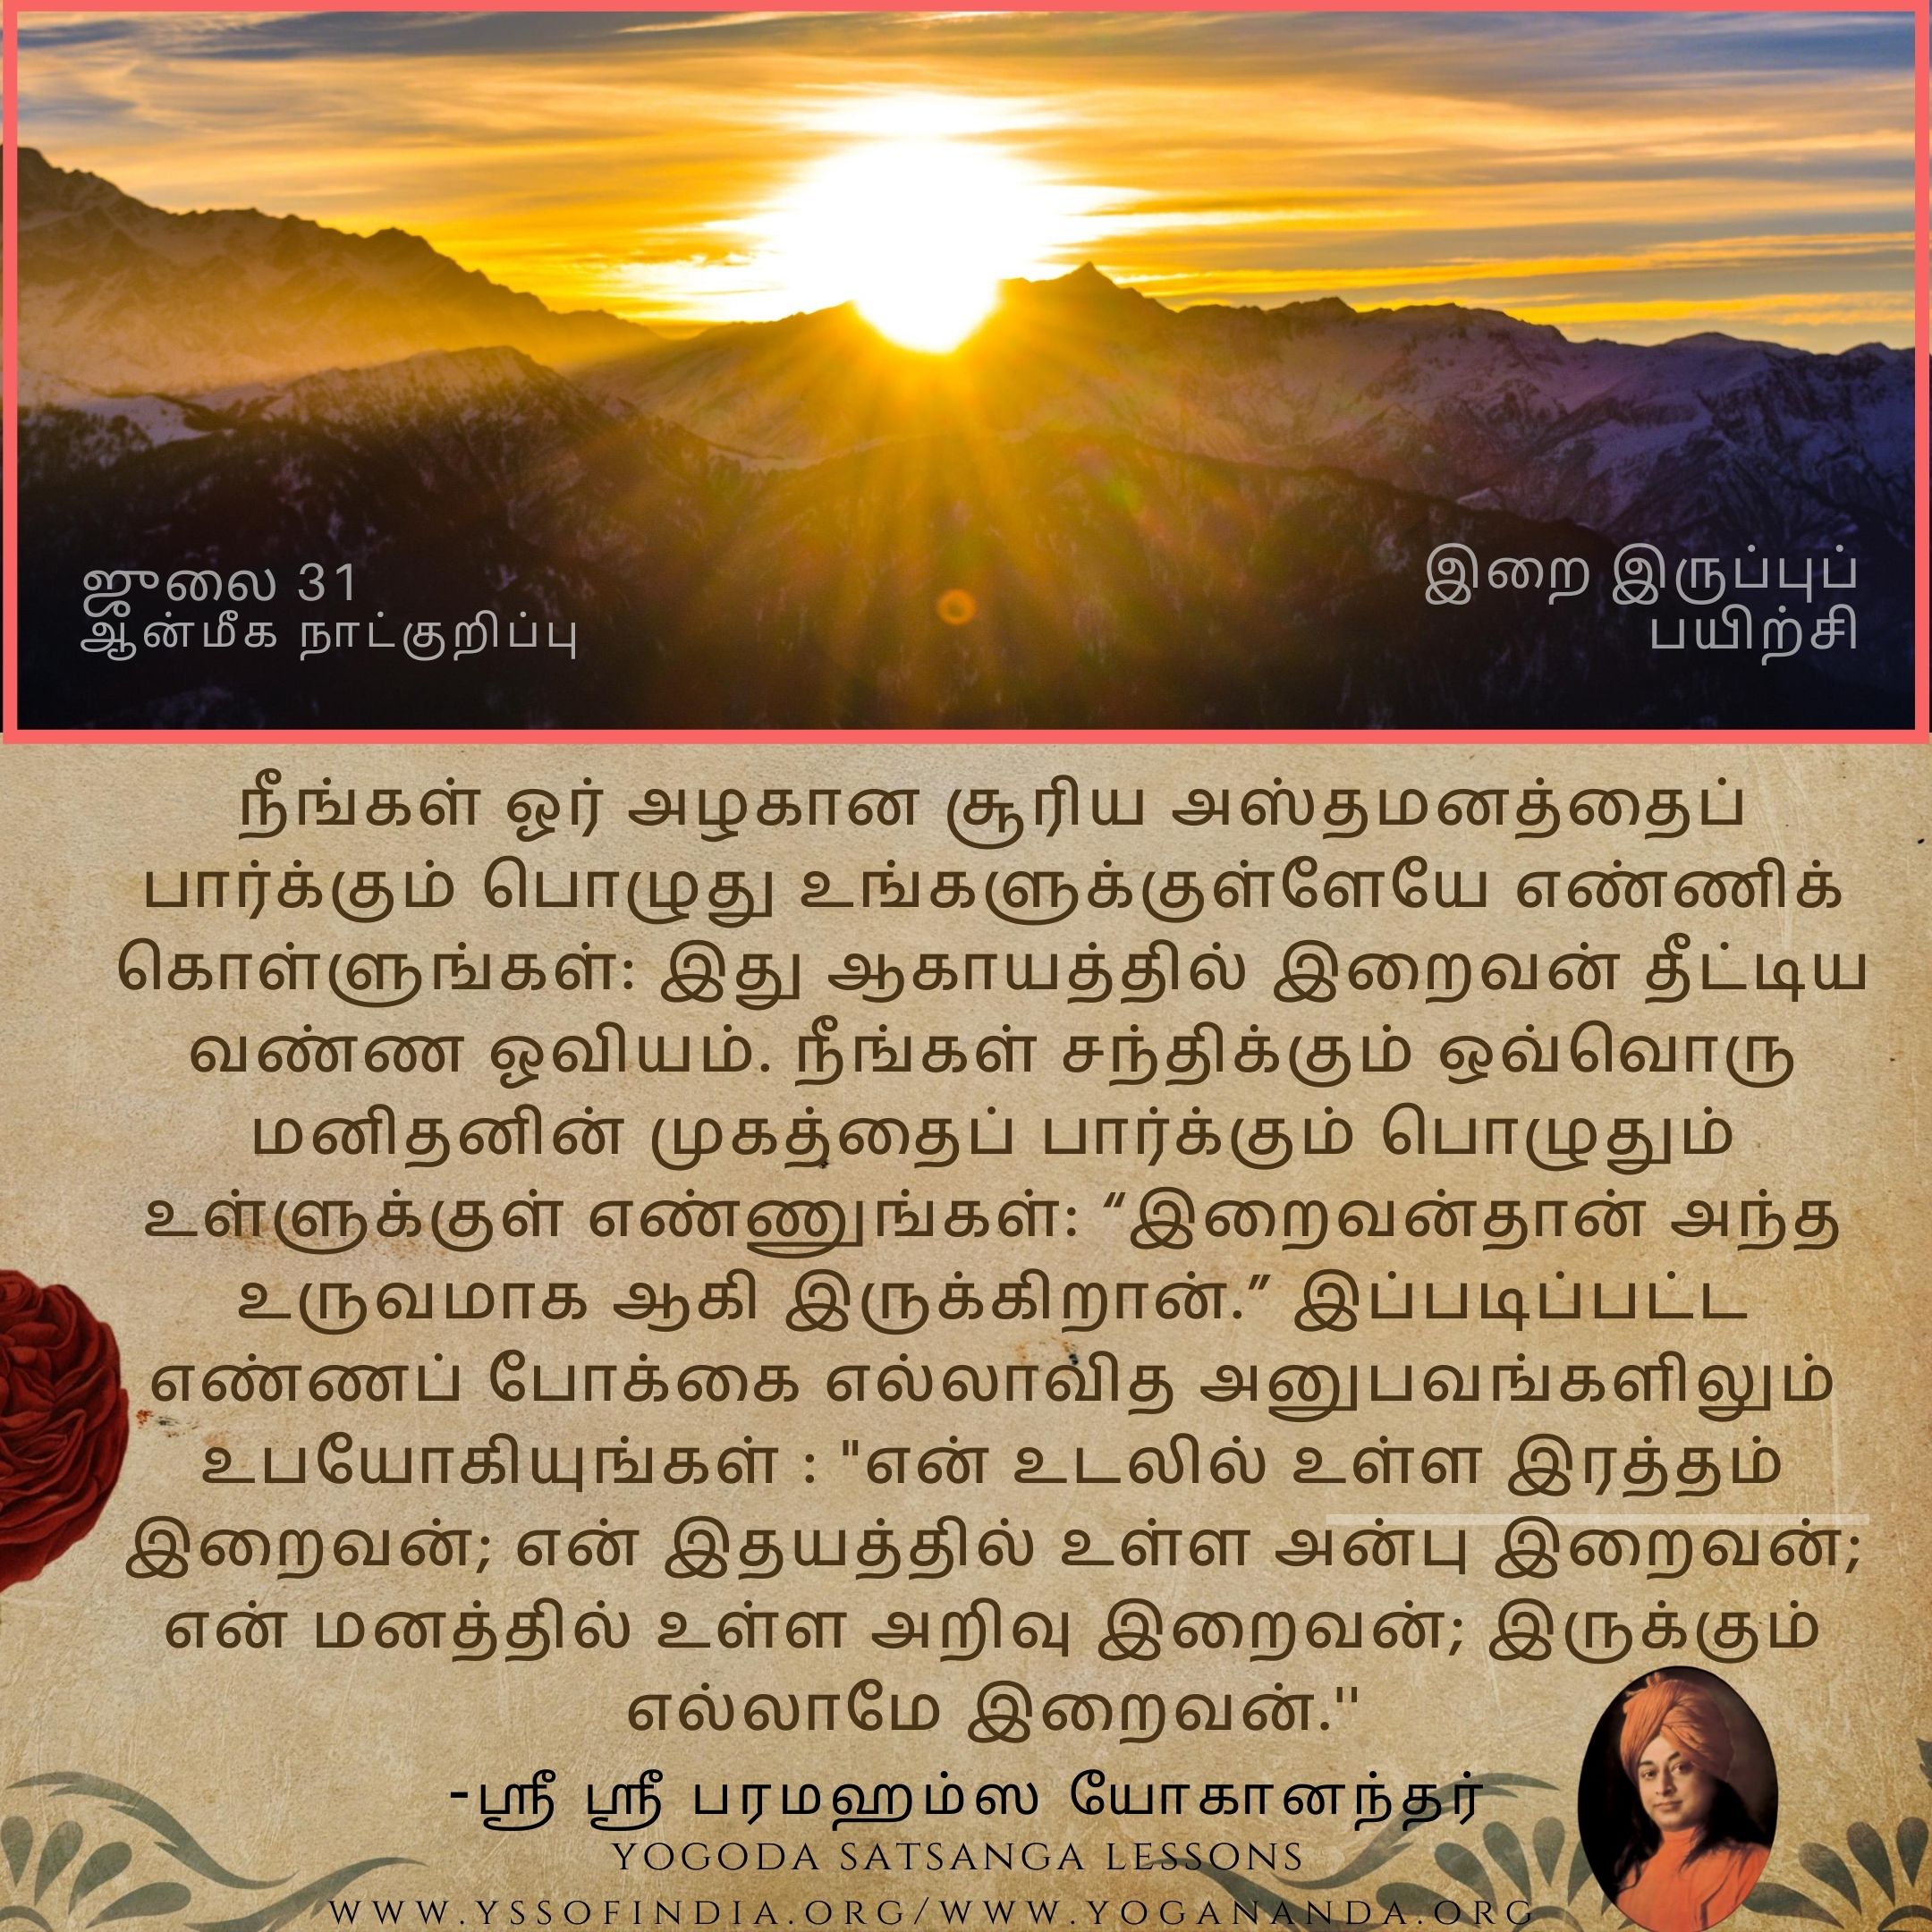 ஜுலை 31
ஆன்மீக நாட்குறிப்பு
இறை இருப்புப்
பயிற்சி
நீங்கள் ஓர் அழகான சூரிய அஸ்தமனத்தைப்
பார்க்கும் பொழுது உங்களுக்குள்ளேயே எண்ணிக்
கொள்ளுங்கள்: இது ஆகாயத்தில் இறைவன் தீட்டிய
வண்ண ஓவியம். நீங்கள் சந்திக்கும் ஒவ்வொரு
மனிதனின் முகத்தைப் பார்க்கும் பொழுதும்
உள்ளுக்குள் எண்ணுங்கள்: “இறைவன்தான் அந்த
உருவமாக ஆகி இருக்கிறான்.” இப்படிப்பட்ட
எண்ணப் போக்கை எல்லாவித அனுபவங்களிலும்
உபயோகியுங்கள் : "என் உடலில் உள்ள இரத்தம்
இறைவன்; என் இதயத்தில் உள்ள அன்பு இறைவன்;
என் மனத்தில் உள்ள அறிவு இறைவன்; இருக்கும்
எல்லாமே இறைவன்."
-ஸ்ரீ ஸ்ரீ பரமஹம்ஸ யோகானந்தர்
YOGODA SATSANGA LESSONS
WWW.YSSOFINDIA.ORG/WWW.YOGANANDA.ORG